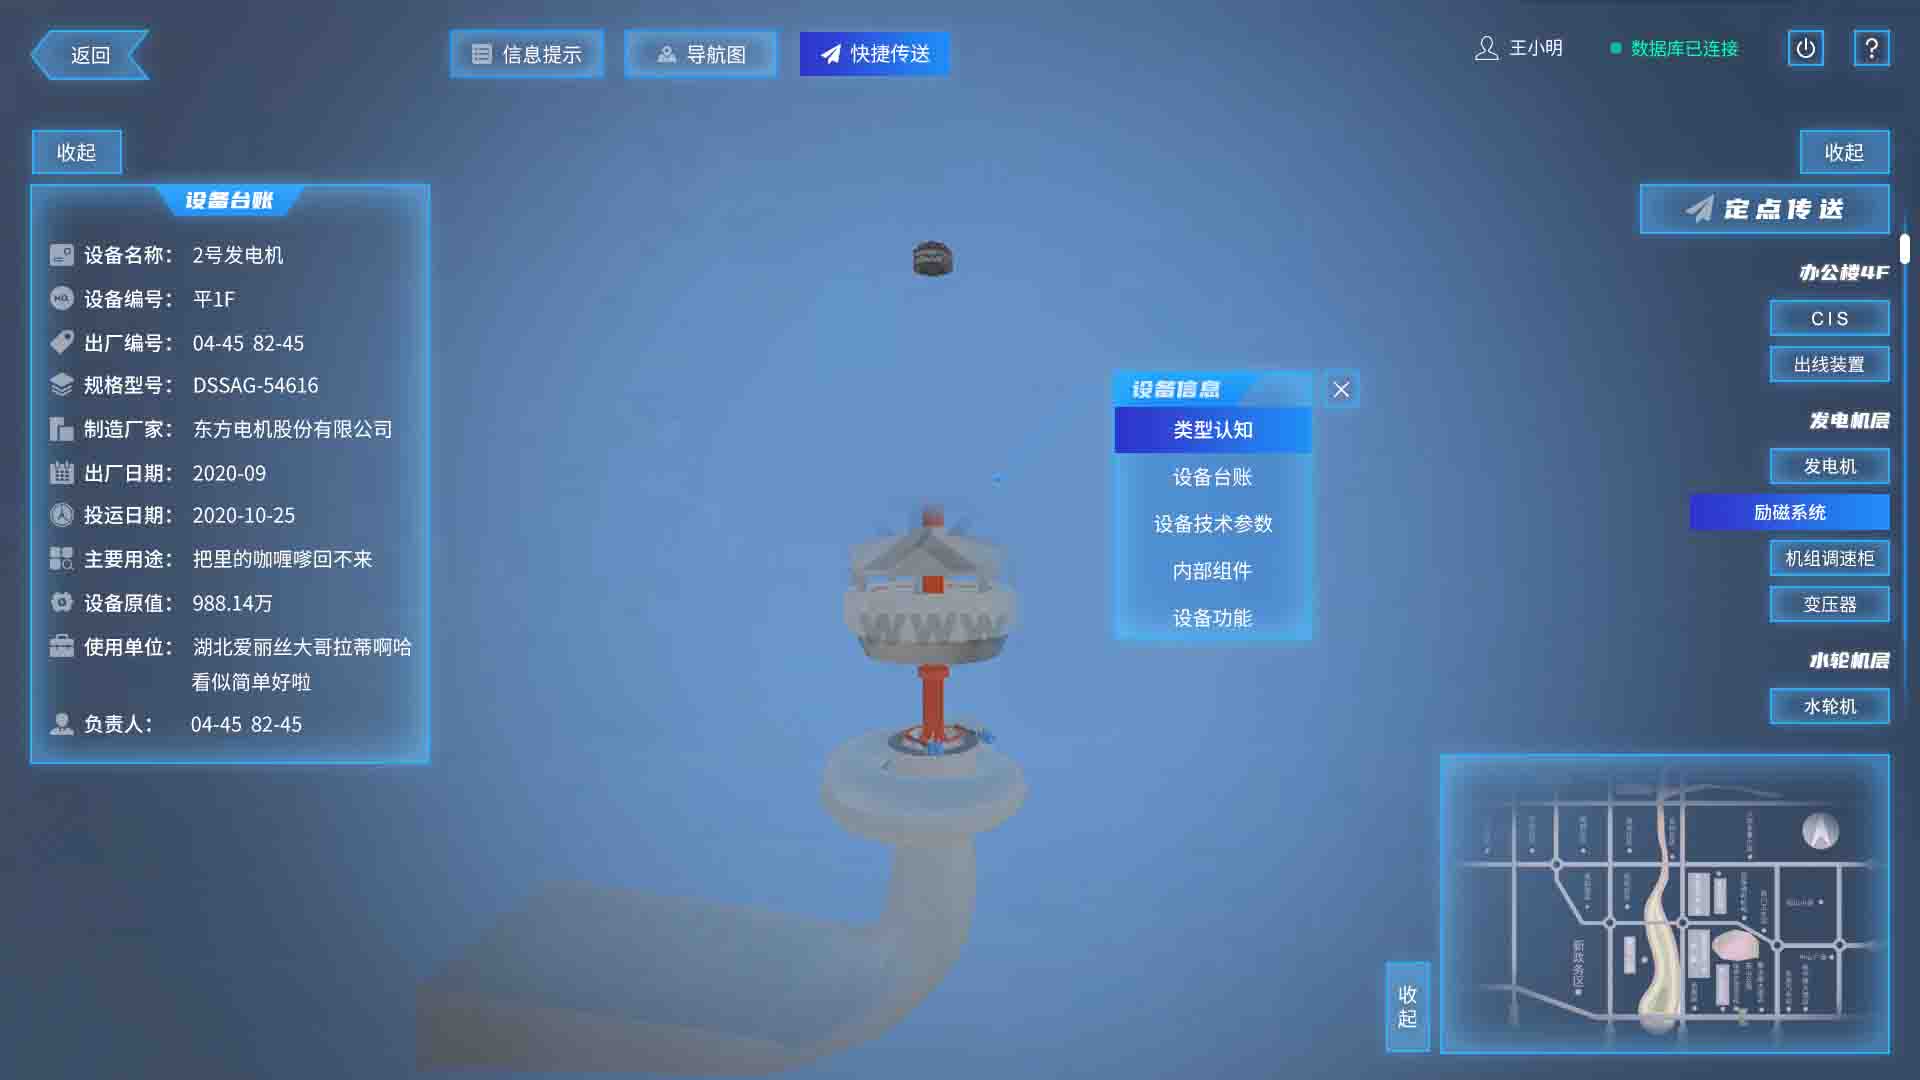 返回
信息提示
导航图
快捷传送
王小明
数据库已连接
?
收起
收起
设备台账
设备名称： 2号发电机
设备编号： 平1F
出厂编号： 04-45 82-45
规格型号： DSSAG-54616
制造厂家： 东方电机股份有限公司
出厂日期： 2020-09
投运日期： 2020-10-25
主要用途： 把里的咖喱嗲回不来
设备原值： 988.14万
使用单位： 湖北爱丽丝大哥拉蒂啊哈
看似简单好啦
负责人： 04-45 82-45
设备信息
类型认知
设备台账
设备技术参数
内部组件
设备功能
定点传送
办公楼4F
CIS
出线装置
发电机层
发电机
励磁系统
机组调速柜
变压器
水轮机层
水轮机
收起
新政务区